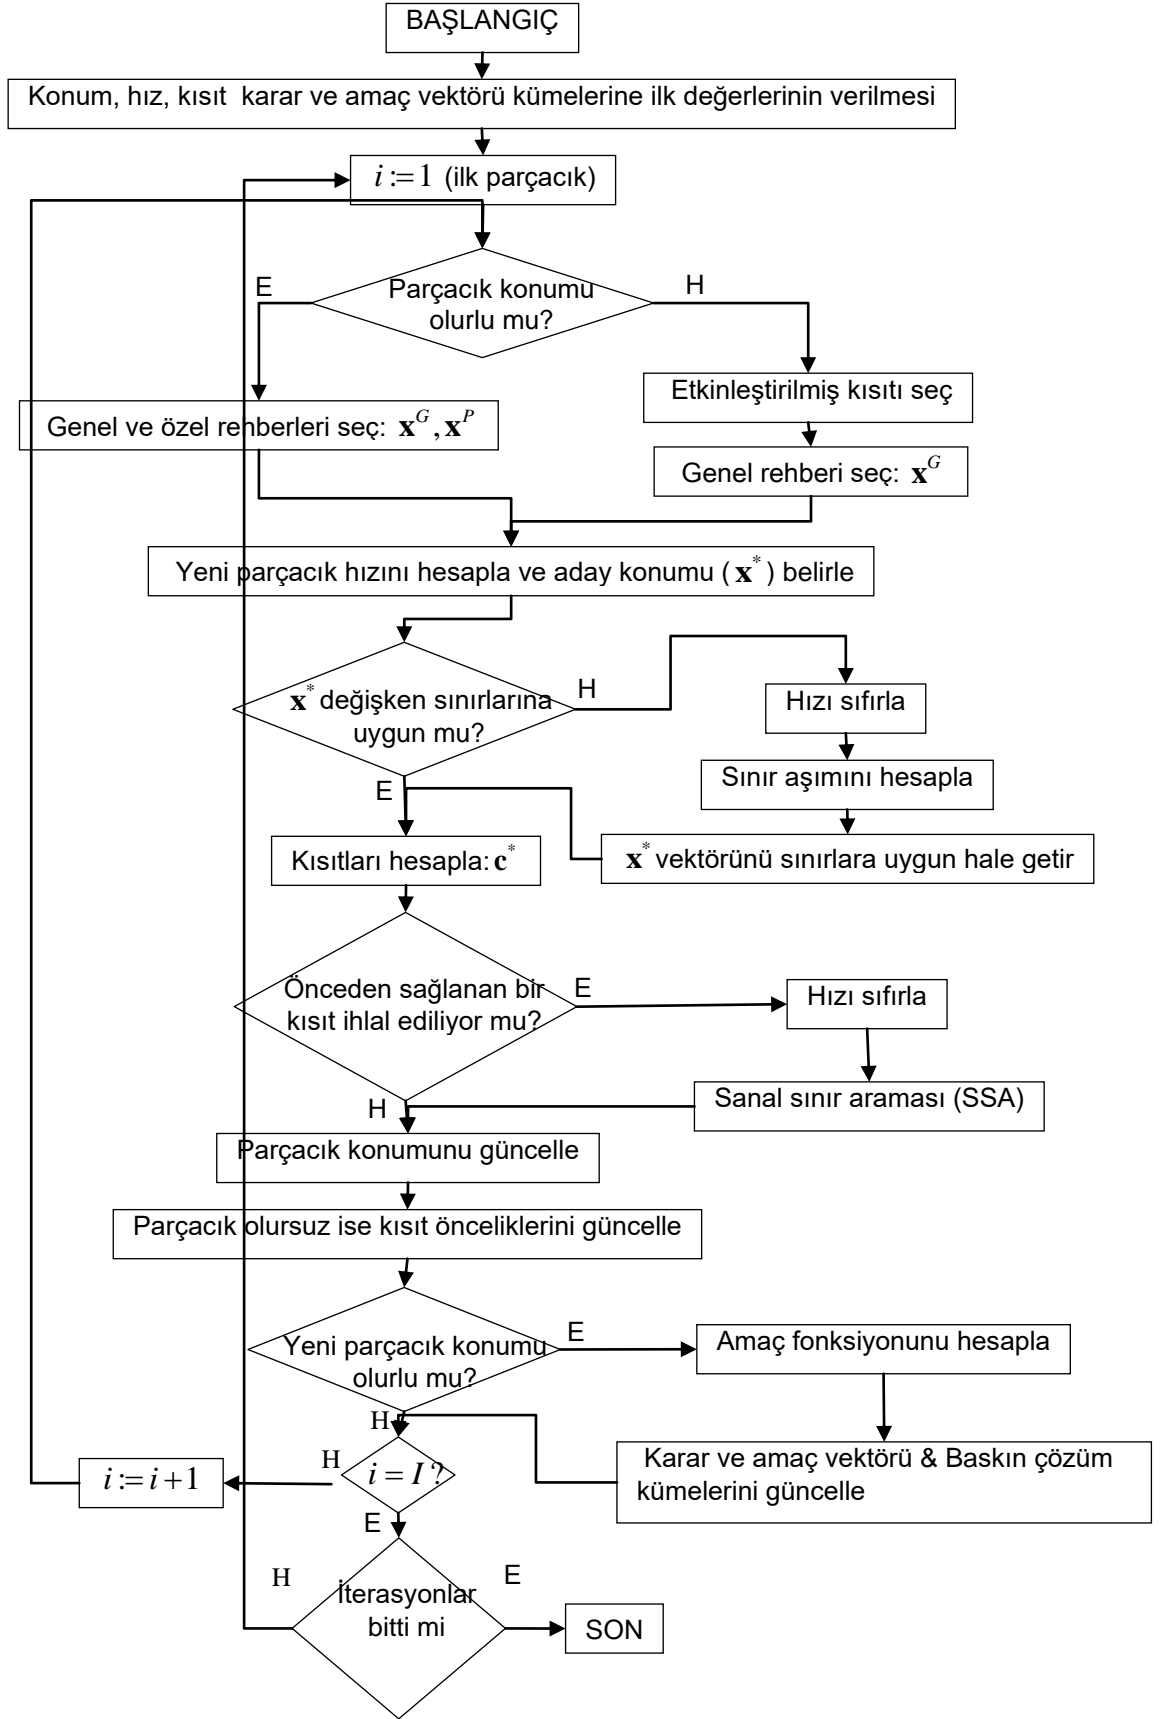 BAŞLANGIÇ
Konum, hız, kısıt karar ve amaç vektörü kümelerine ilk değerlerinin verilmesi
i := 1 (ilk parçacık)
E
H
Parçacık konumu
olurlu mu?
Etkinleştirilmiş kısıtı seç
Genel ve özel rehberleri seç: x^G, x^P
Genel rehberi seç: x^G
Yeni parçacık hızını hesapla ve aday konumu ( x^* ) belirle
H
x^* değişken sınırlarına
uygun mu?
Hızı sıfırla
Sınır aşımını hesapla
E
Kısıtları hesapla: c^*
x^* vektörünü sınırlara uygun hale getir
Önceden sağlanan bir
kısıt ihlal ediliyor mu?
E
Hızı sıfırla
Sanal sınır araması (SSA)
H
Parçacık konumunu güncelle
Parçacık olursuz ise kısıt önceliklerini güncelle
E
Yeni parçacık konumu
olurlu mu?
Amaç fonksiyonunu hesapla
H
H
i = I ?
i := i + 1
Karar ve amaç vektörü & Baskın çözüm
kümelerini güncelle
E
H
E
İterasyonlar
bitti mi
SON